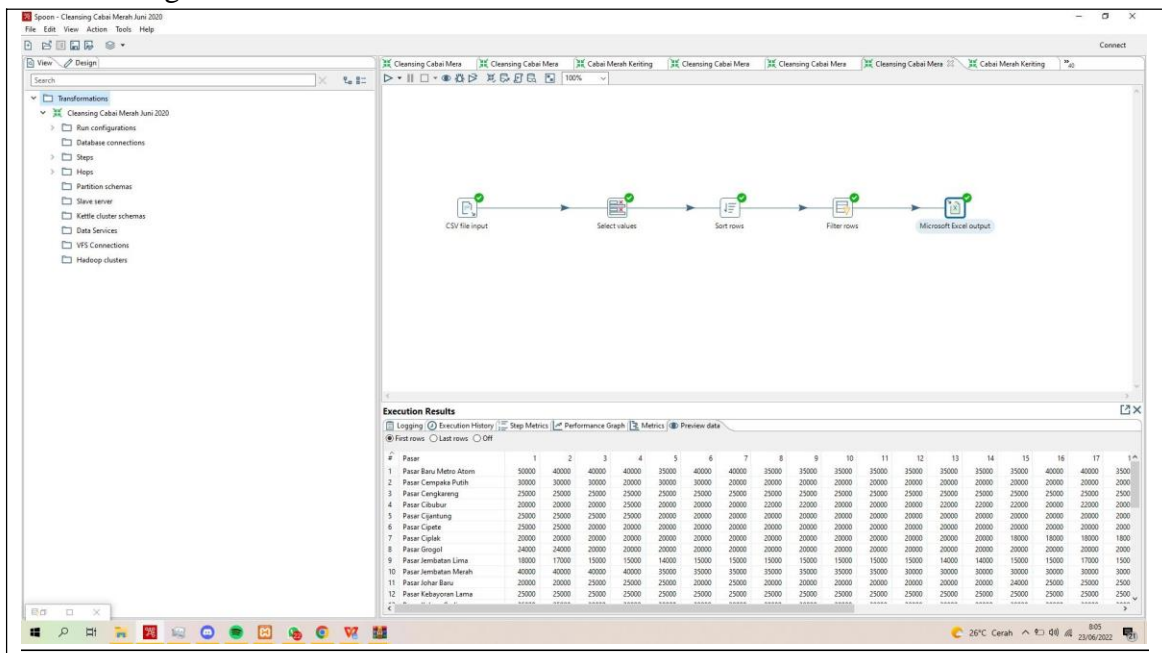 Spoon - Cleansing Cabai Merah Juni 2020
File Edit View Action Tools Help
Connect
View Design
Search
Transformations
Cleansing Cabai Merah Juni 2020
Run configurations
Database connections
Steps
Hops
Partition schemas
Slave server
Kettle cluster schemas
Data Services
VFS Connections
Hadoop clusters
Cleansing Cabai Mera Cleansing Cabai Mera Cabai Merah Keriting Cleansing Cabai Mera Cleansing Cabai Mera Cleansing Cabai Mera Cabai Merah Keriting »40
100%
CSV file input Select values Sort rows Filter rows Microsoft Excel output
Execution Results
Logging Execution History Step Metrics Performance Graph Metrics Preview data
First rows Last rows Off
# Pasar 1 2 3 4 5 6 7 8 9 10 11 12 13 14 15 16 17
1 Pasar Baru Metro Atom 50000 40000 40000 40000 35000 40000 40000 35000 35000 35000 35000 35000 35000 35000 35000 40000 40000 3500
2 Pasar Cempaka Putih 30000 30000 30000 20000 30000 30000 20000 20000 20000 20000 20000 20000 20000 20000 20000 20000 20000 2000
3 Pasar Cengkareng 25000 25000 25000 25000 25000 25000 25000 25000 25000 25000 25000 25000 25000 25000 25000 25000 25000 2500
4 Pasar Cibubur 20000 20000 20000 25000 20000 20000 20000 22000 22000 20000 20000 20000 22000 22000 22000 20000 22000 2000
5 Pasar Cijantung 25000 25000 25000 25000 20000 20000 20000 20000 20000 20000 20000 20000 20000 20000 20000 20000 20000 2000
6 Pasar Cipete 25000 25000 20000 20000 20000 20000 20000 20000 20000 20000 20000 20000 20000 20000 20000 20000 20000 2000
7 Pasar Ciplak 20000 20000 20000 20000 20000 20000 20000 20000 20000 20000 20000 20000 20000 20000 18000 18000 18000 1800
8 Pasar Grogol 24000 24000 20000 20000 20000 20000 20000 20000 20000 20000 20000 20000 20000 20000 20000 20000 20000 2000
9 Pasar Jembatan Lima 18000 17000 15000 15000 14000 15000 15000 15000 15000 15000 15000 15000 14000 14000 15000 15000 17000 1500
10 Pasar Jembatan Merah 40000 40000 40000 40000 35000 35000 35000 35000 35000 35000 35000 30000 30000 30000 30000 30000 30000 3000
11 Pasar Johar Baru 20000 20000 25000 25000 25000 20000 25000 20000 20000 20000 20000 20000 20000 20000 24000 25000 25000 2500
12 Pasar Kebayoran Lama 25000 25000 25000 25000 25000 25000 25000 25000 25000 25000 25000 25000 25000 25000 25000 25000 25000 2500
26°C Cerah
8:05
23/06/2022